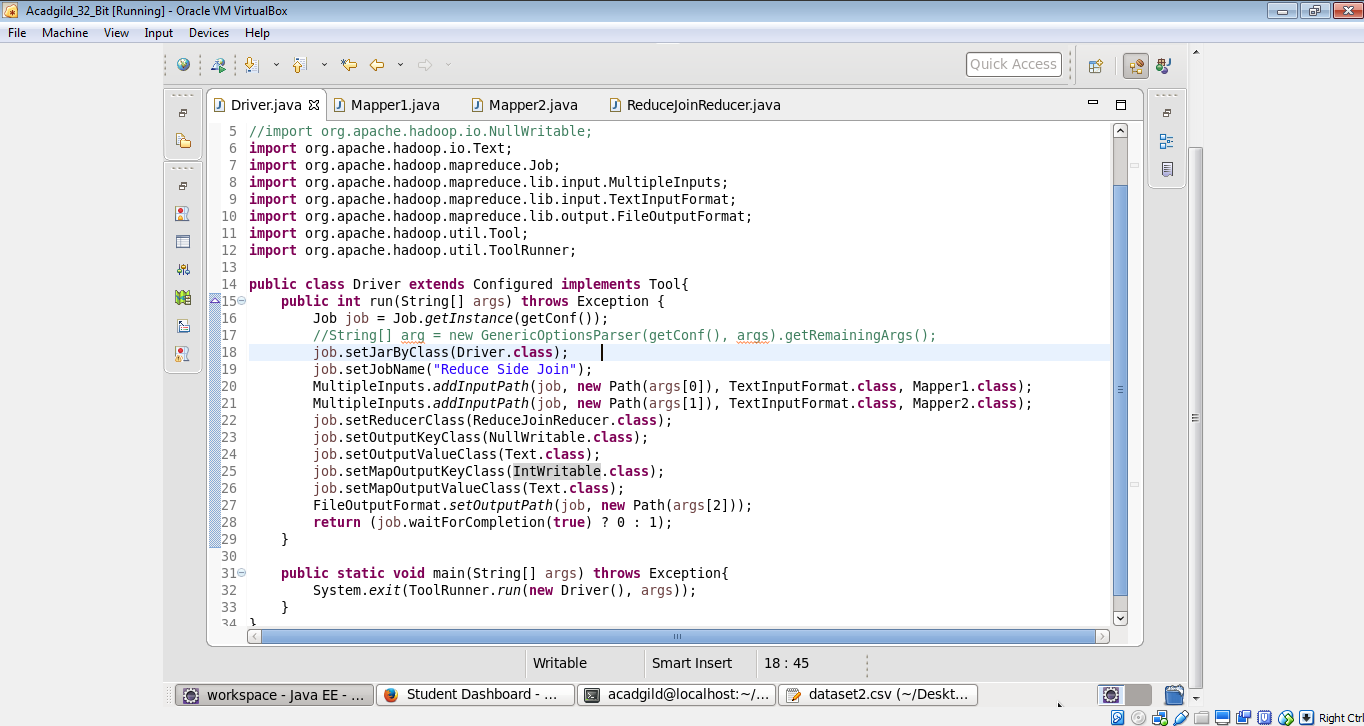 Acadgild_32_Bit [Running] - Oracle VM VirtualBox
File Machine View Input Devices Help
Quick Access
Driver.java Mapper1.java Mapper2.java ReduceJoinReducer.java
5 //import org.apache.hadoop.io.NullWritable;
6 import org.apache.hadoop.io.Text;
7 import org.apache.hadoop.mapreduce.Job;
8 import org.apache.hadoop.mapreduce.lib.input.MultipleInputs;
9 import org.apache.hadoop.mapreduce.lib.input.TextInputFormat;
10 import org.apache.hadoop.mapreduce.lib.output.FileOutputFormat;
11 import org.apache.hadoop.util.Tool;
12 import org.apache.hadoop.util.ToolRunner;
13
14 public class Driver extends Configured implements Tool{
15 public int run(String[] args) throws Exception {
16 Job job = Job.getInstance(getConf());
17 //String[] arg = new GenericOptionsParser(getConf(), args).getRemainingArgs();
18 job.setJarByClass(Driver.class);
19 job.setJobName("Reduce Side Join");
20 MultipleInputs.addInputPath(job, new Path(args[0]), TextInputFormat.class, Mapper1.class);
21 MultipleInputs.addInputPath(job, new Path(args[1]), TextInputFormat.class, Mapper2.class);
22 job.setReducerClass(ReduceJoinReducer.class);
23 job.setOutputKeyClass(NullWritable.class);
24 job.setOutputValueClass(Text.class);
25 job.setMapOutputKeyClass(IntWritable.class);
26 job.setMapOutputValueClass(Text.class);
27 FileOutputFormat.setOutputPath(job, new Path(args[2]));
28 return (job.waitForCompletion(true) ? 0 : 1);
29 }
30
31 public static void main(String[] args) throws Exception{
32 System.exit(ToolRunner.run(new Driver(), args));
33 }
34 }
Writable Smart Insert 18 : 45
workspace - Java EE - ... Student Dashboard - ... acadgild@localhost:~/... dataset2.csv (~/Deskt...
Right Ctrl